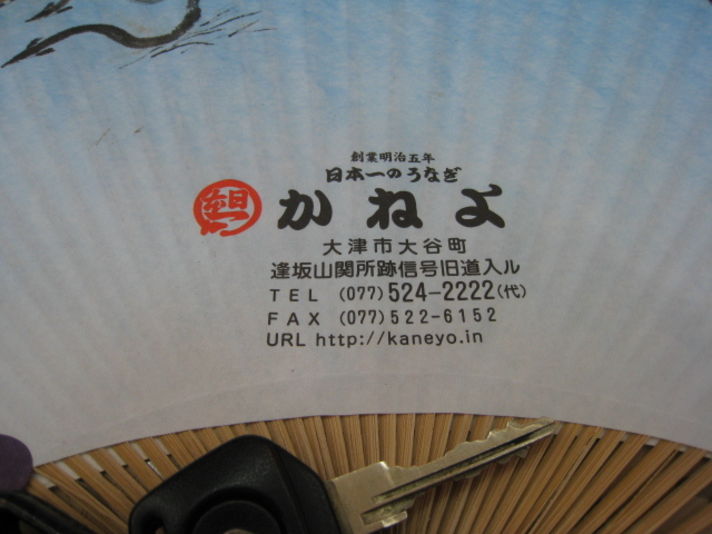 創業明治五年
日本一のうなぎ
かねよ
大津市大谷町
逢坂山関所跡信号旧道入ル
TEL (077) 524-2222(代)
FAX (077) 522-6152
URL http://kaneyo.in